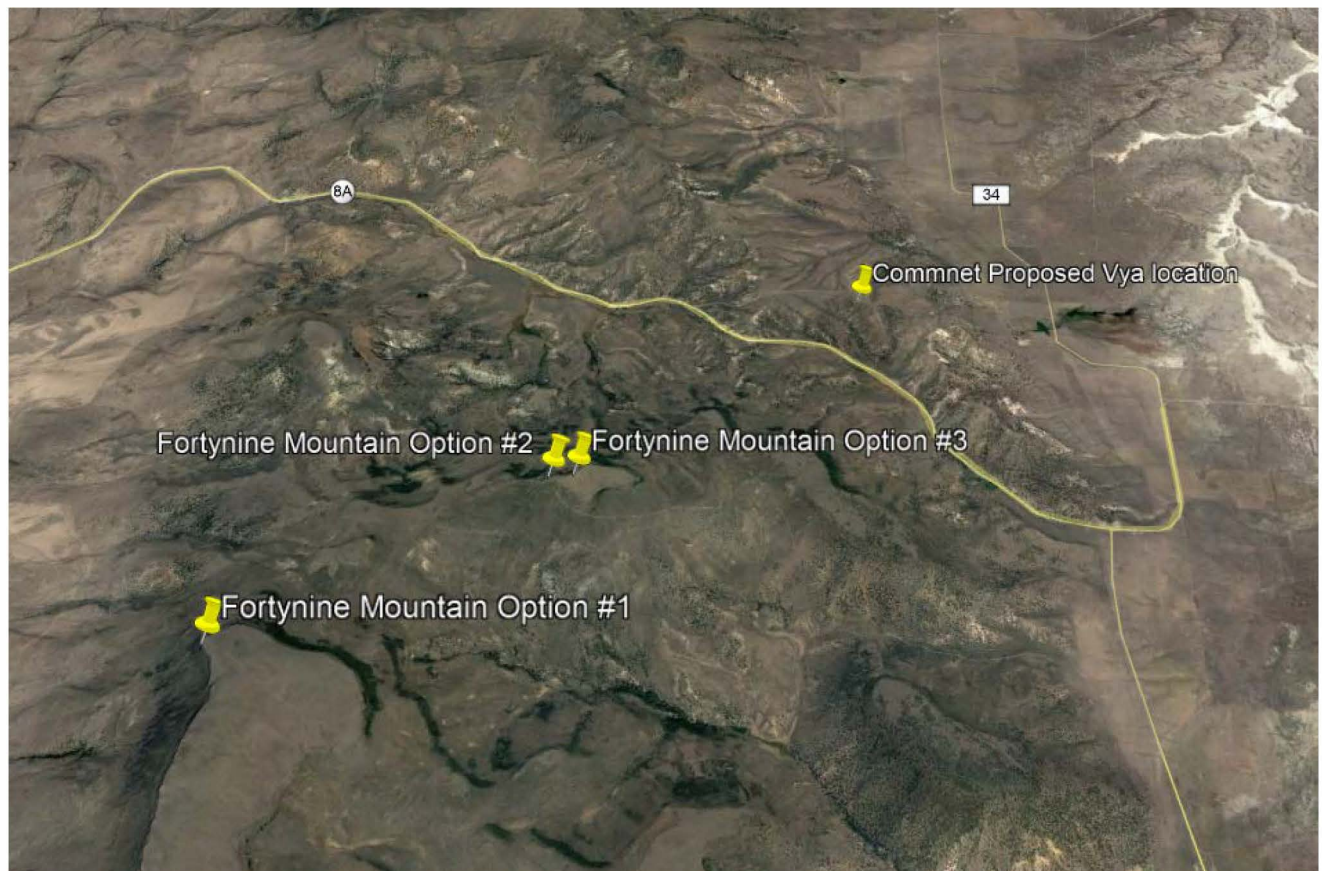 8A
34
Commnet Proposed Vya location
Fortynine Mountain Option #2
Fortynine Mountain Option #3
Fortynine Mountain Option #1